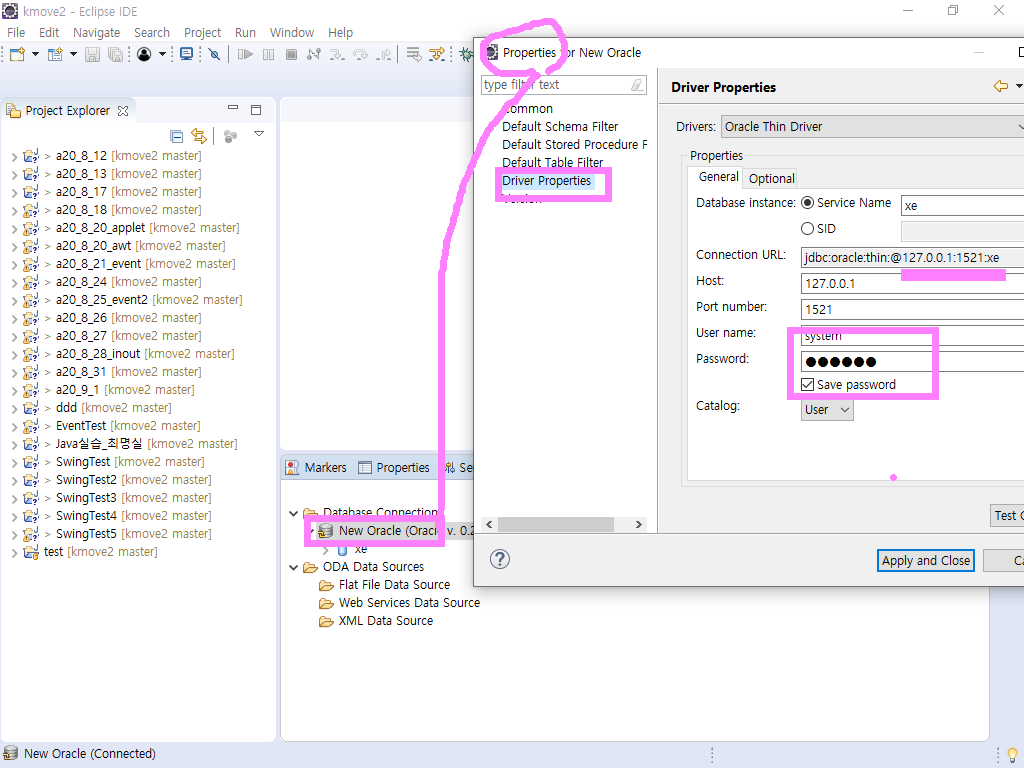 kmove2 - Eclipse IDE
File Edit Navigate Search Project Run Window Help
Project Explorer
> a20_8_12 [kmove2 master]
> a20_8_13 [kmove2 master]
> a20_8_17 [kmove2 master]
> a20_8_18 [kmove2 master]
> a20_8_20_applet [kmove2 master]
> a20_8_20_awt [kmove2 master]
> a20_8_21_event [kmove2 master]
> a20_8_24 [kmove2 master]
> a20_8_25_event2 [kmove2 master]
> a20_8_26 [kmove2 master]
> a20_8_27 [kmove2 master]
> a20_8_28_inout [kmove2 master]
> a20_8_31 [kmove2 master]
> a20_9_1 [kmove2 master]
> ddd [kmove2 master]
> EventTest [kmove2 master]
> Java실습_최명실 [kmove2 master]
> SwingTest [kmove2 master]
> SwingTest2 [kmove2 master]
> SwingTest3 [kmove2 master]
> SwingTest4 [kmove2 master]
> SwingTest5 [kmove2 master]
test [kmove2 master]
Markers Properties Se
Database Connection
New Oracle (Oracle v. 0.2
xe
ODA Data Sources
Flat File Data Source
Web Services Data Source
XML Data Source
Properties for New Oracle
type filter text
Common
Default Schema Filter
Default Stored Procedure F
Default Table Filter
Driver Properties
Version
Driver Properties
Drivers: Oracle Thin Driver
Properties
General Optional
Database instance: Service Name xe
SID
Connection URL: jdbc:oracle:thin:@127.0.0.1:1521:xe
Host: 127.0.0.1
Port number: 1521
User name: system
Password: ●●●●●●
Save password
Catalog: User
Test C
Apply and Close Ca
New Oracle (Connected)